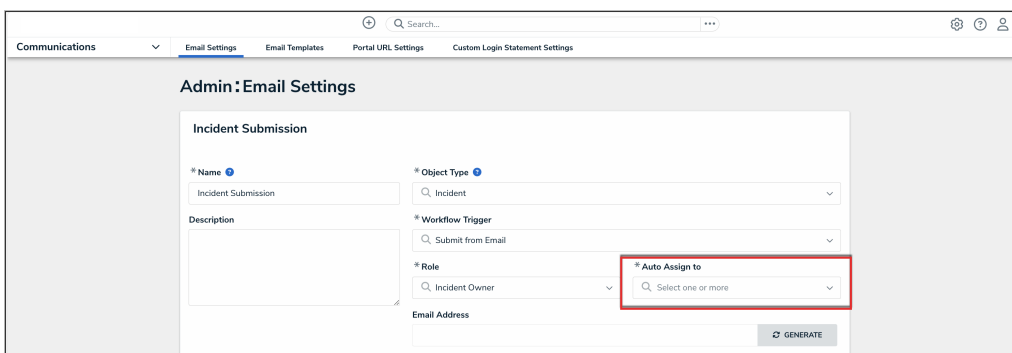 Search...
Communications
Email Settings Email Templates Portal URL Settings Custom Login Statement Settings
Admin:Email Settings
Incident Submission
*Name ?
Incident Submission
Description
*Object Type ?
Incident
*Workflow Trigger
Submit from Email
*Role
Incident Owner
*Auto Assign to
Select one or more
Email Address
GENERATE